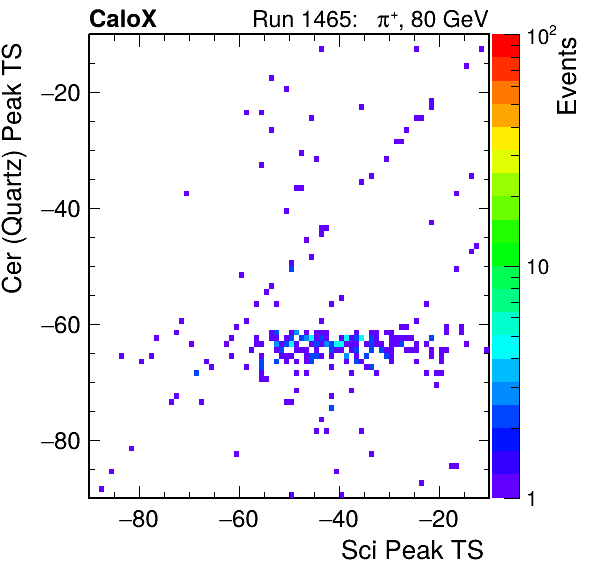 CaloX Run 1465: π⁺, 80 GeV
Cer (Quartz) Peak TS
−20
−40
−60
−80
−80 −60 −40 −20
Sci Peak TS
10²
10
1
Events